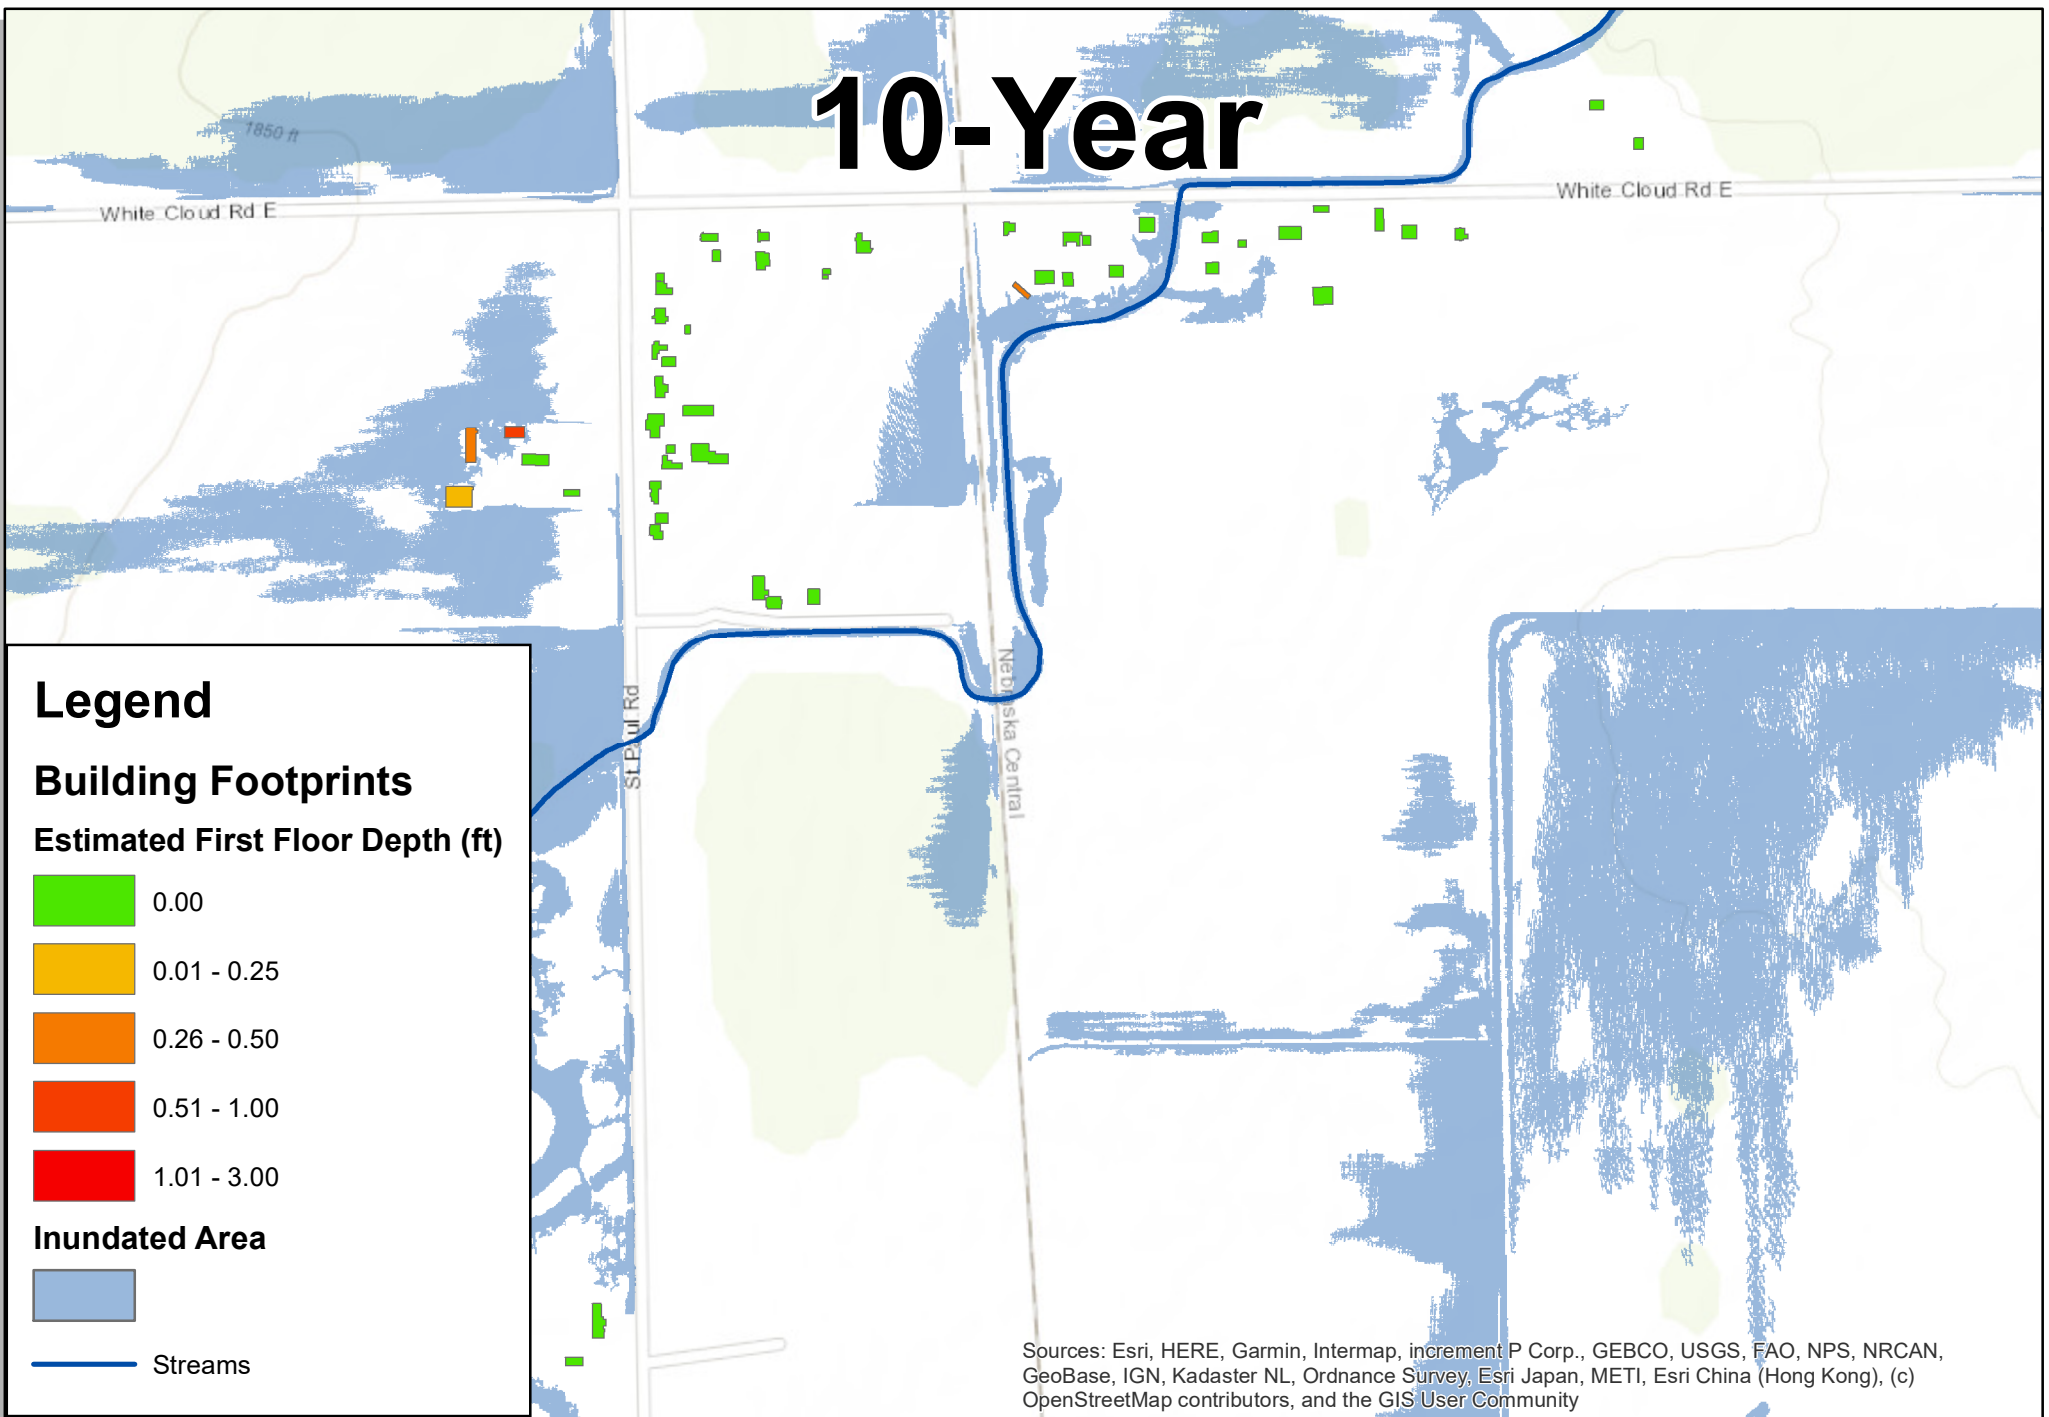 10-Year
1850 ft
White Cloud Rd E
White Cloud Rd E
St Paul Rd
Nebraska Central
Legend
Building Footprints
Estimated First Floor Depth (ft)
0.00
0.01 - 0.25
0.26 - 0.50
0.51 - 1.00
1.01 - 3.00
Inundated Area
Streams
Sources: Esri, HERE, Garmin, Intermap, increment P Corp., GEBCO, USGS, FAO, NPS, NRCAN,
GeoBase, IGN, Kadaster NL, Ordnance Survey, Esri Japan, METI, Esri China (Hong Kong), (c)
OpenStreetMap contributors, and the GIS User Community